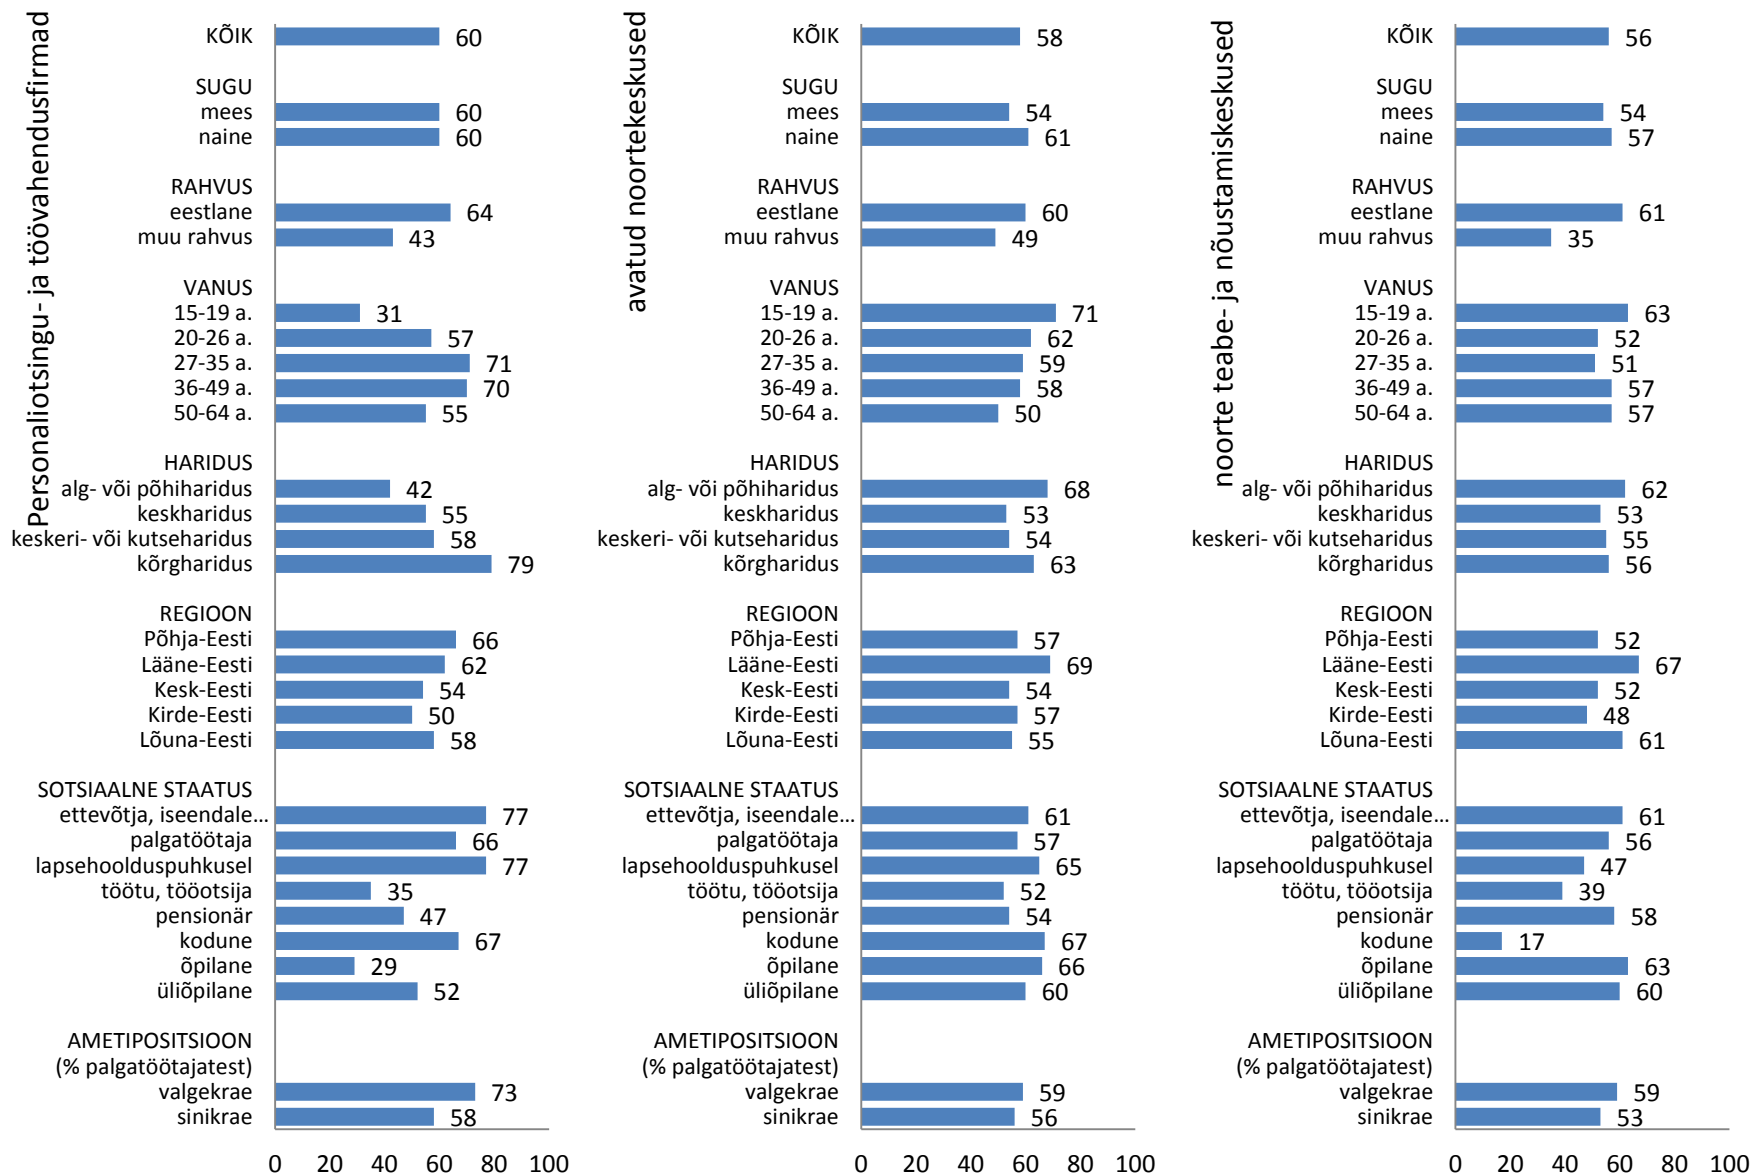 Personaliotsingu- ja töövahendusfirmad
KÕIK 60
SUGU
mees 60
naine 60
RAHVUS
eestlane 64
muu rahvus 43
VANUS
15-19 a. 31
20-26 a. 57
27-35 a. 71
36-49 a. 70
50-64 a. 55
HARIDUS
alg- või põhiharidus 42
keskharidus 55
keskeri- või kutseharidus 58
kõrgharidus 79
REGIOON
Põhja-Eesti 66
Lääne-Eesti 62
Kesk-Eesti 54
Kirde-Eesti 50
Lõuna-Eesti 58
SOTSIAALNE STAATUS
ettevõtja, iseendale... 77
palgatöötaja 66
lapsehoolduspuhkusel 77
töötu, tööotsija 35
pensionär 47
kodune 67
õpilane 29
üliõpilane 52
AMETIPOSITSIOON
(% palgatöötajatest)
valgekrae 73
sinikrae 58
0 20 40 60 80 100
avatud noortekeskused
KÕIK 58
SUGU
mees 54
naine 61
RAHVUS
eestlane 60
muu rahvus 49
VANUS
15-19 a. 71
20-26 a. 62
27-35 a. 59
36-49 a. 58
50-64 a. 50
HARIDUS
alg- või põhiharidus 68
keskharidus 53
keskeri- või kutseharidus 54
kõrgharidus 63
REGIOON
Põhja-Eesti 57
Lääne-Eesti 69
Kesk-Eesti 54
Kirde-Eesti 57
Lõuna-Eesti 55
SOTSIAALNE STAATUS
ettevõtja, iseendale... 61
palgatöötaja 57
lapsehoolduspuhkusel 65
töötu, tööotsija 52
pensionär 54
kodune 67
õpilane 66
üliõpilane 60
AMETIPOSITSIOON
(% palgatöötajatest)
valgekrae 59
sinikrae 56
0 20 40 60 80 100
noorte teabe- ja nõustamiskeskused
KÕIK 56
SUGU
mees 54
naine 57
RAHVUS
eestlane 61
muu rahvus 35
VANUS
15-19 a. 63
20-26 a. 52
27-35 a. 51
36-49 a. 57
50-64 a. 57
HARIDUS
alg- või põhiharidus 62
keskharidus 53
keskeri- või kutseharidus 55
kõrgharidus 56
REGIOON
Põhja-Eesti 52
Lääne-Eesti 67
Kesk-Eesti 52
Kirde-Eesti 48
Lõuna-Eesti 61
SOTSIAALNE STAATUS
ettevõtja, iseendale... 61
palgatöötaja 56
lapsehoolduspuhkusel 47
töötu, tööotsija 39
pensionär 58
kodune 17
õpilane 63
üliõpilane 60
AMETIPOSITSIOON
(% palgatöötajatest)
valgekrae 59
sinikrae 53
0 20 40 60 80 100